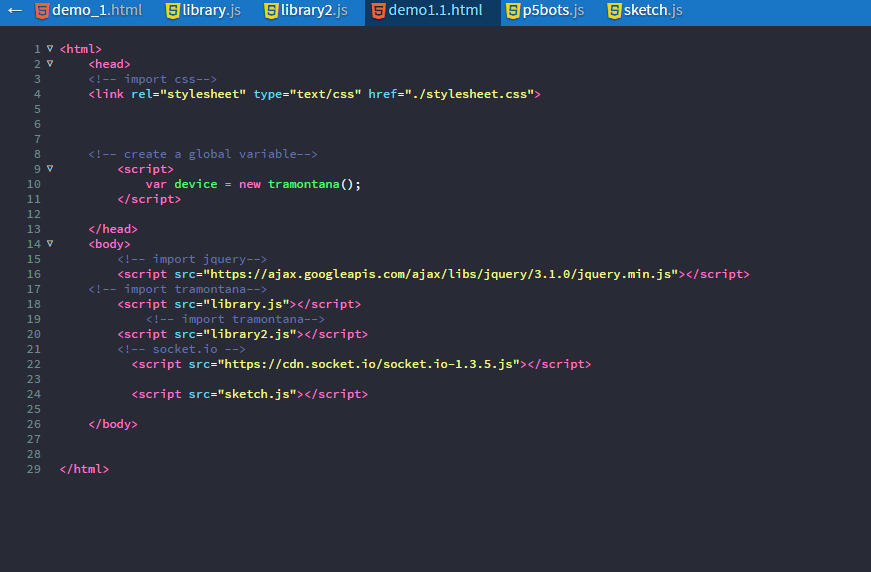 ← demo_1.html library.js library2.js demo1.1.html p5bots.js sketch.js
1 <html>
2 <head>
3 <!-- import css-->
4 <link rel="stylesheet" type="text/css" href="./stylesheet.css">
5
6
7
8 <!-- create a global variable-->
9 <script>
10 var device = new tramontana();
11 </script>
12
13 </head>
14 <body>
15 <!-- import jquery-->
16 <script src="https://ajax.googleapis.com/ajax/libs/jquery/3.1.0/jquery.min.js"></script>
17 <!-- import tramontana-->
18 <script src="library.js"></script>
19 <!-- import tramontana-->
20 <script src="library2.js"></script>
21 <!-- socket.io -->
22 <script src="https://cdn.socket.io/socket.io-1.3.5.js"></script>
23
24 <script src="sketch.js"></script>
25
26 </body>
27
28
29 </html>